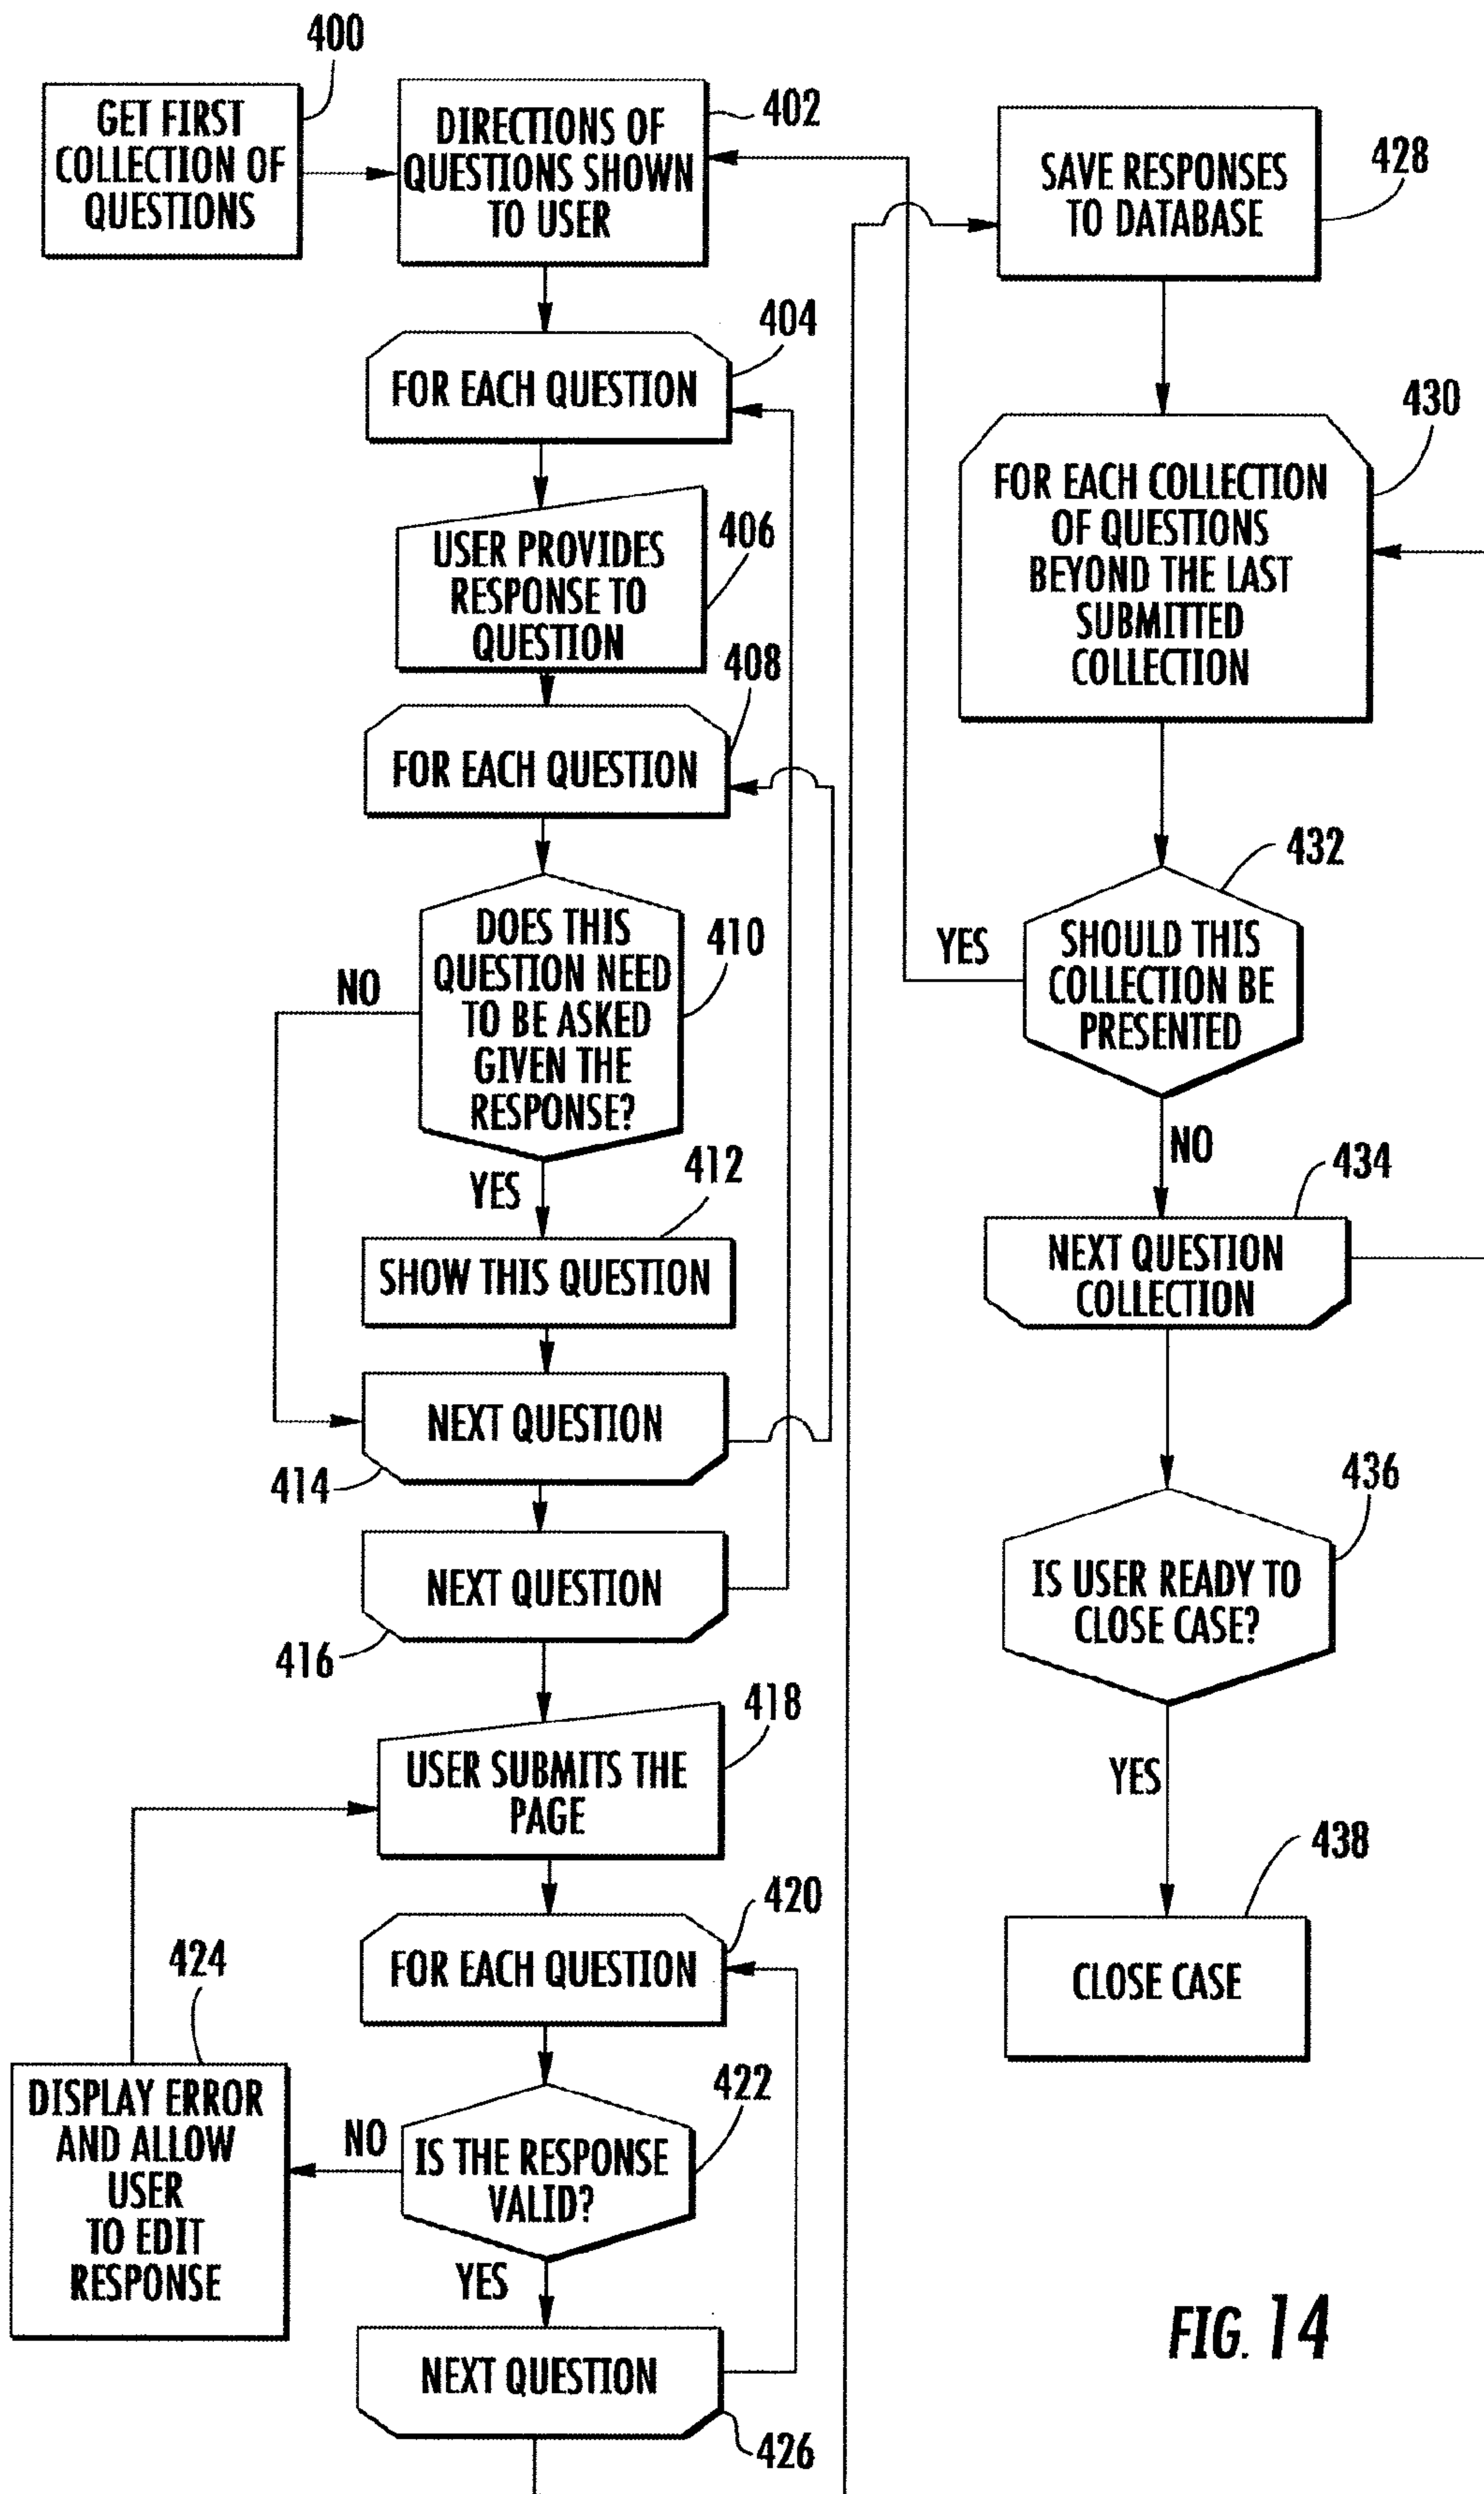 400
GET FIRST
COLLECTION OF
QUESTIONS
402
DIRECTIONS OF
QUESTIONS SHOWN
TO USER
404
FOR EACH QUESTION
406
USER PROVIDES
RESPONSE TO
QUESTION
408
FOR EACH QUESTION
410
DOES THIS
QUESTION NEED
TO BE ASKED
GIVEN THE
RESPONSE?
NO
YES
412
SHOW THIS QUESTION
NEXT QUESTION
414
NEXT QUESTION
416
418
USER SUBMITS THE
PAGE
420
FOR EACH QUESTION
422
IS THE RESPONSE
VALID?
NO
424
DISPLAY ERROR
AND ALLOW
USER
TO EDIT
RESPONSE
YES
NEXT QUESTION
426
SAVE RESPONSES
TO DATABASE
428
430
FOR EACH COLLECTION
OF QUESTIONS
BEYOND THE LAST
SUBMITTED
COLLECTION
432
SHOULD THIS
COLLECTION BE
PRESENTED
YES
NO
434
NEXT QUESTION
COLLECTION
436
IS USER READY TO
CLOSE CASE?
YES
438
CLOSE CASE
FIG. 14